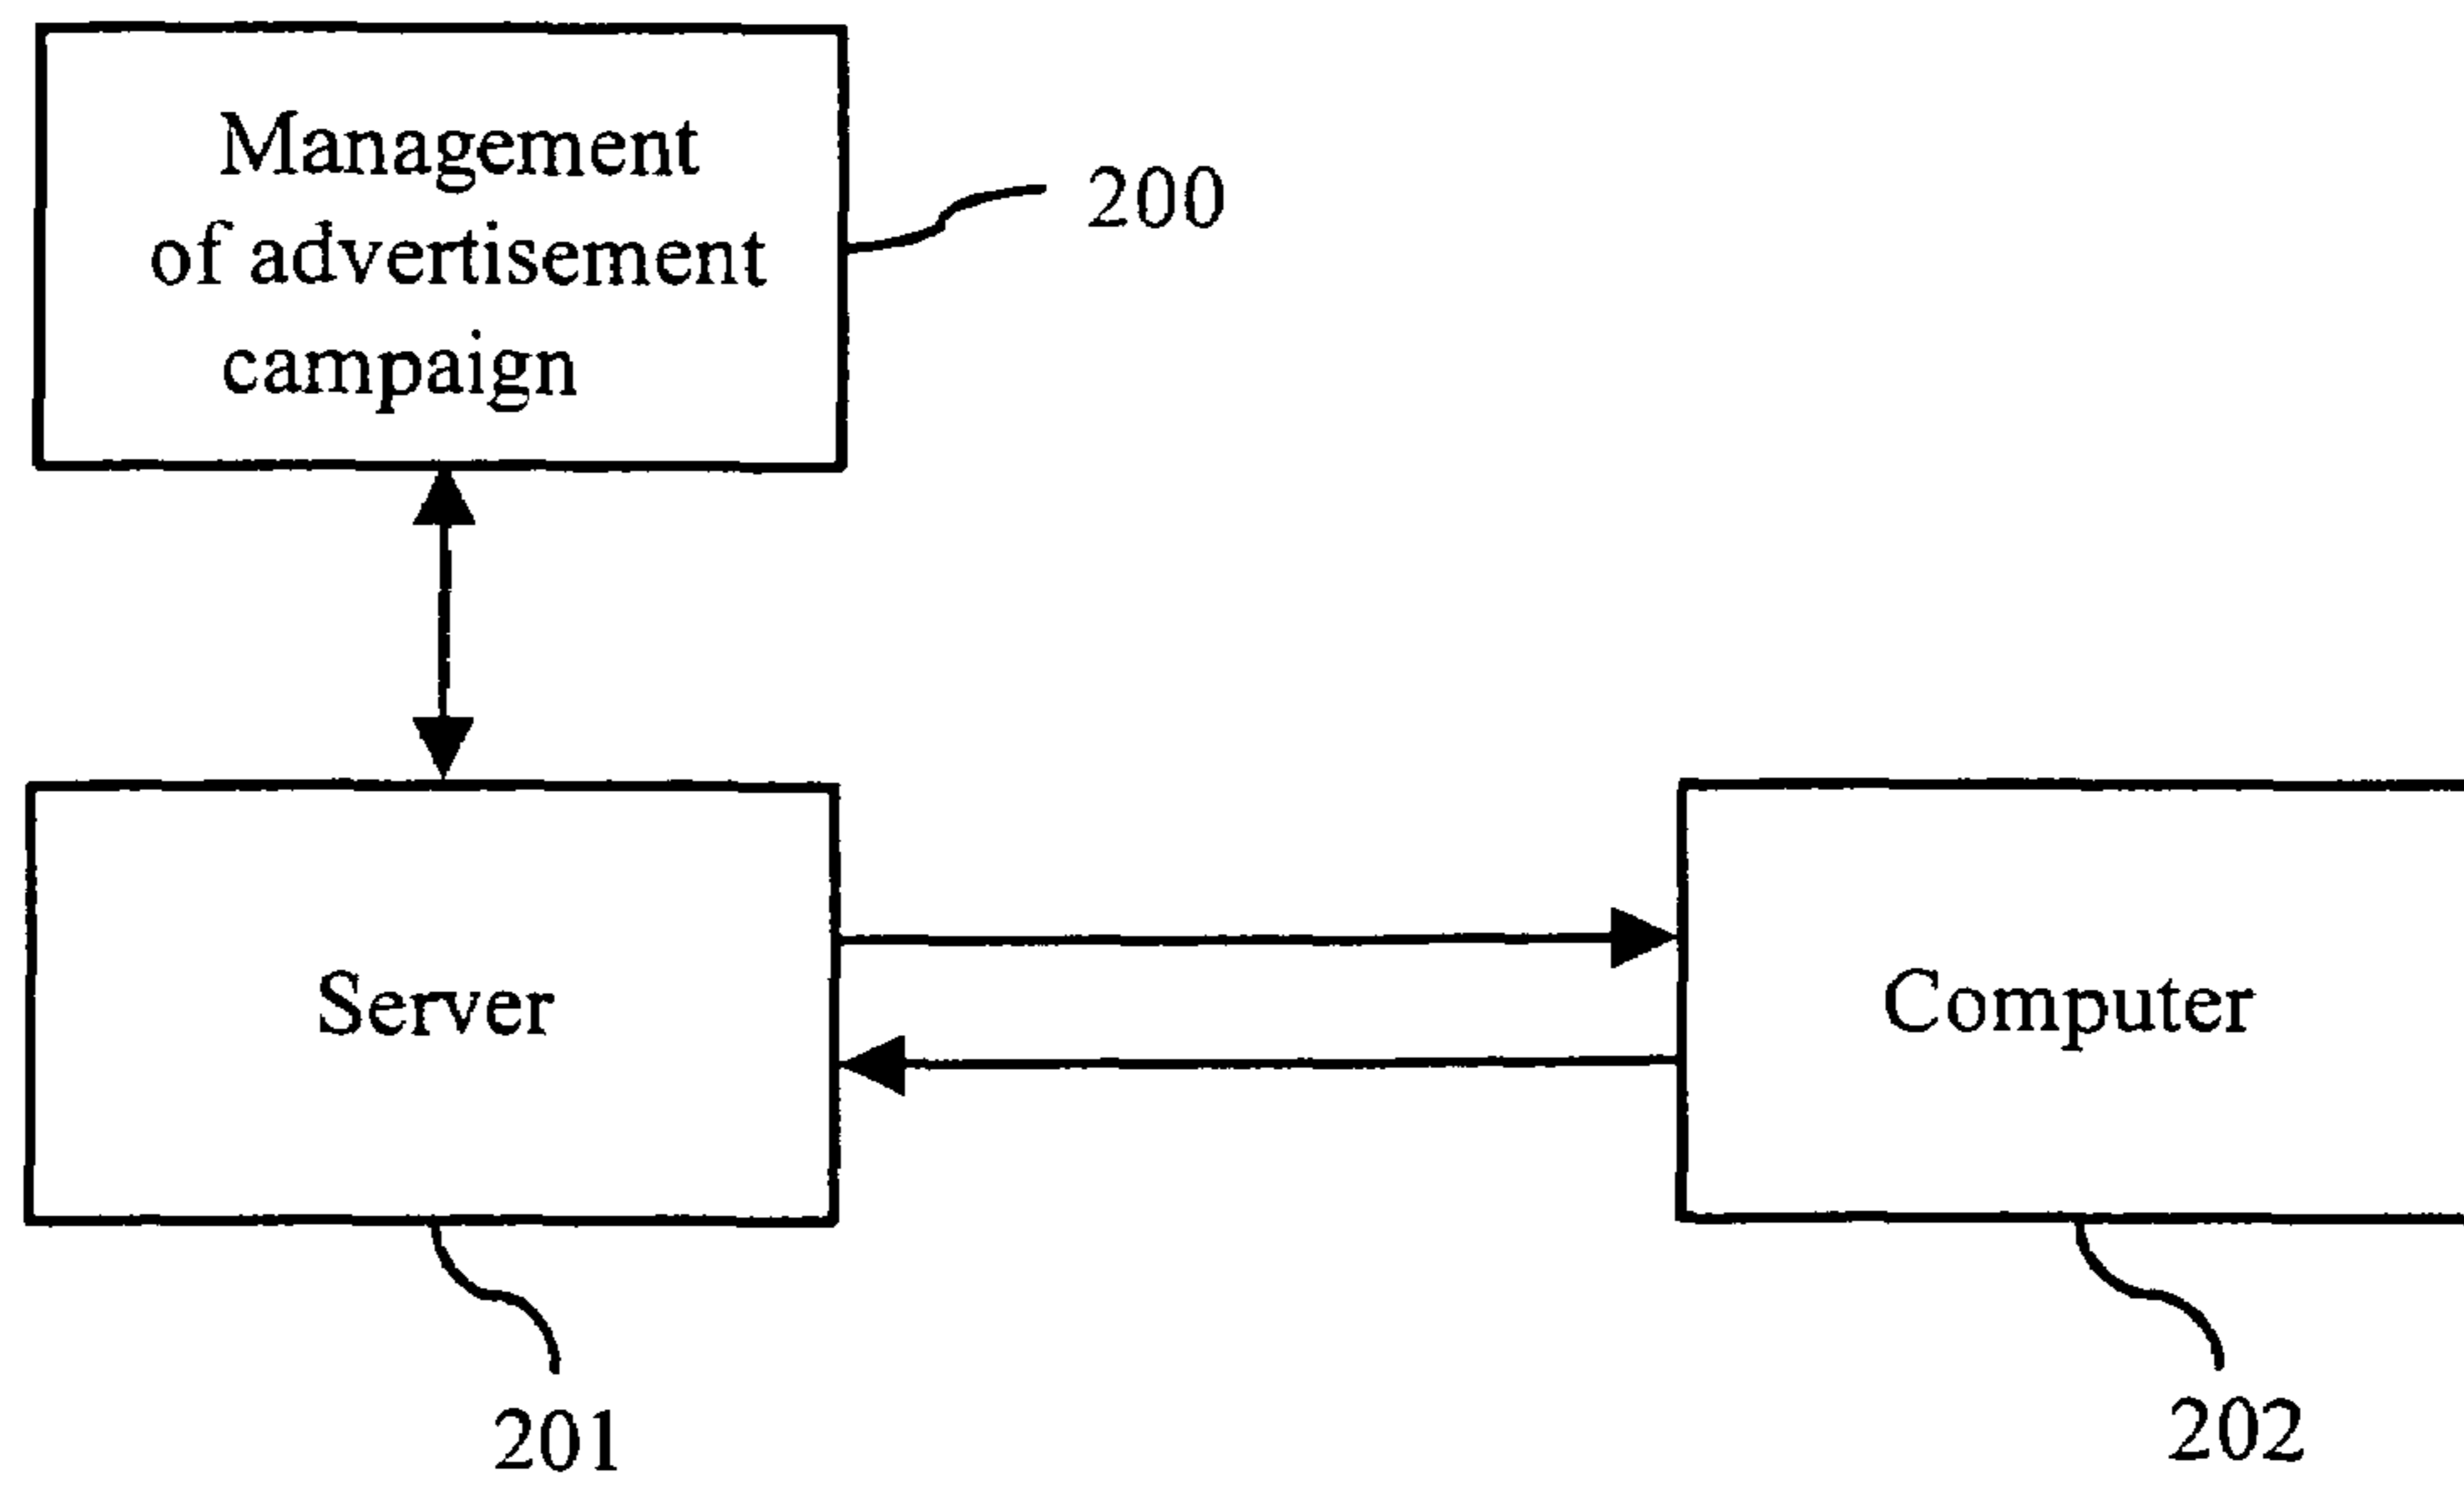 Management
of advertisement
campaign
200
Server
Computer
201
202